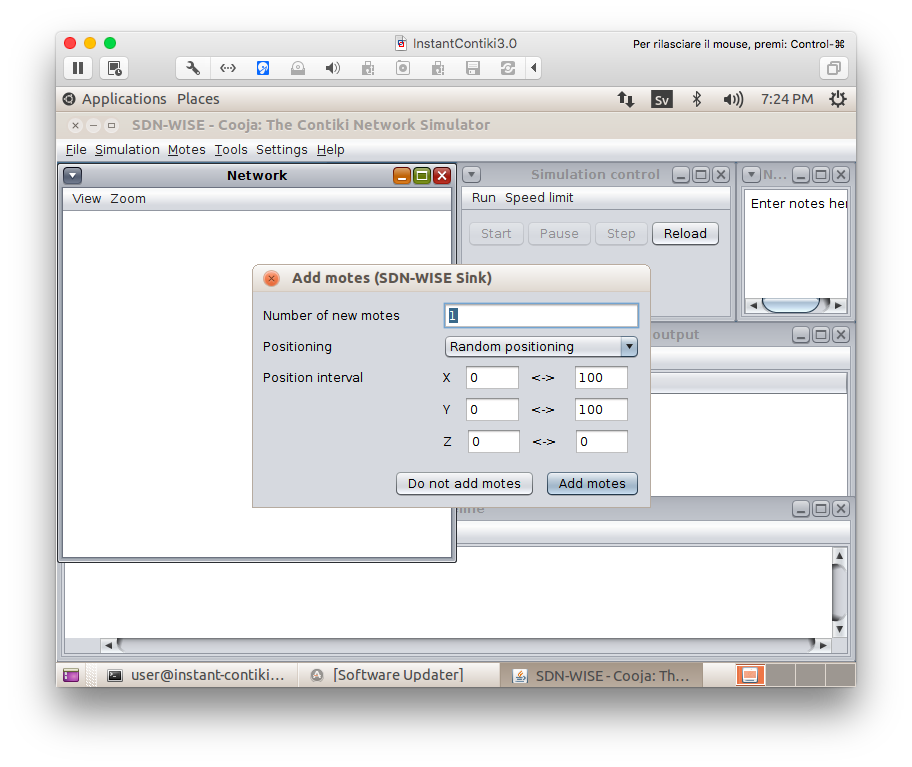 InstantContiki3.0
Per rilasciare il mouse, premi: Control-⌘
Applications Places
Sv
7:24 PM
SDN-WISE - Cooja: The Contiki Network Simulator
File Simulation Motes Tools Settings Help
Network
View Zoom
Simulation control
Run Speed limit
Start Pause Step Reload
N...
Enter notes her
Add motes (SDN-WISE Sink)
Number of new motes 1
Positioning Random positioning
Position interval X 0 <-> 100
Y 0 <-> 100
Z 0 <-> 0
Do not add motes Add motes
output
user@instant-contiki...
[Software Updater]
SDN-WISE - Cooja: Th...